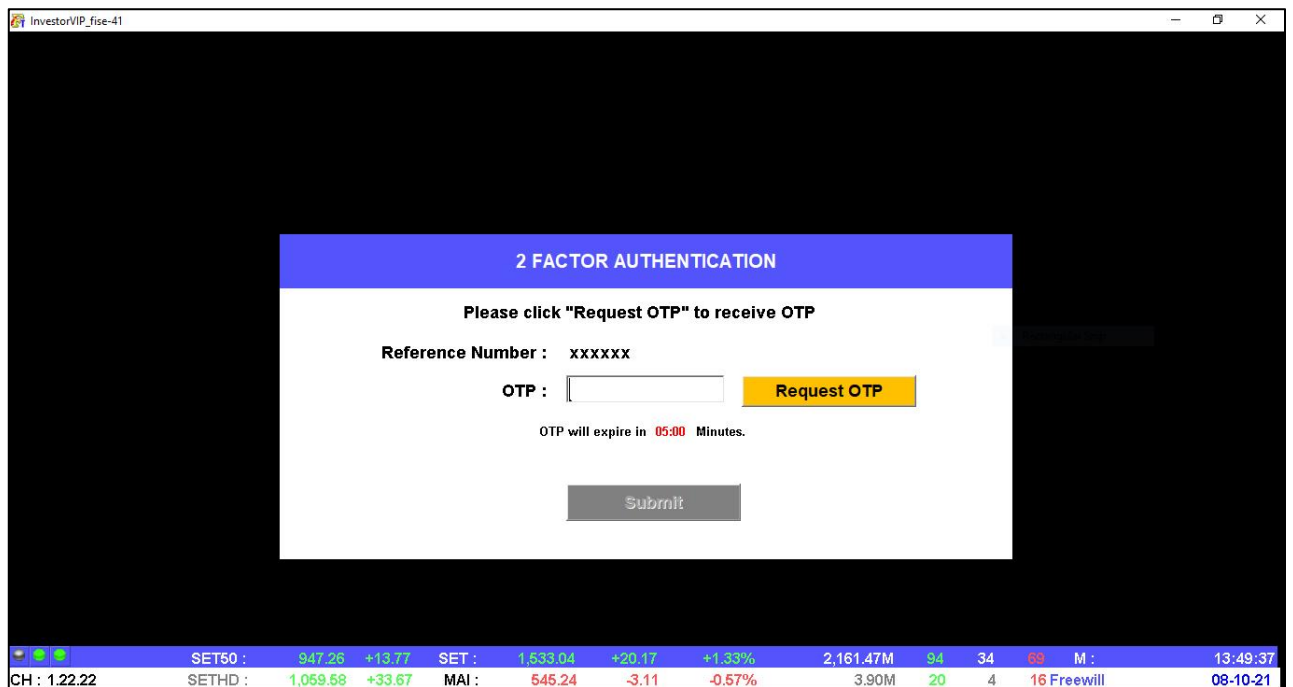 InvestorVIP_fise-41
2 FACTOR AUTHENTICATION
Please click "Request OTP" to receive OTP
Reference Number : xxxxxx
OTP : Request OTP
OTP will expire in 05:00 Minutes.
Submit
SET50 : 947.26 +13.77 SET : 1,533.04 +20.17 +1.33% 2,161.47M 94 34 69 M : 13:49:37
CH : 1.22.22 SETHD : 1,059.58 +33.67 MAI : 545.24 -3.11 -0.57% 3.90M 20 4 16 Freewill 08-10-21